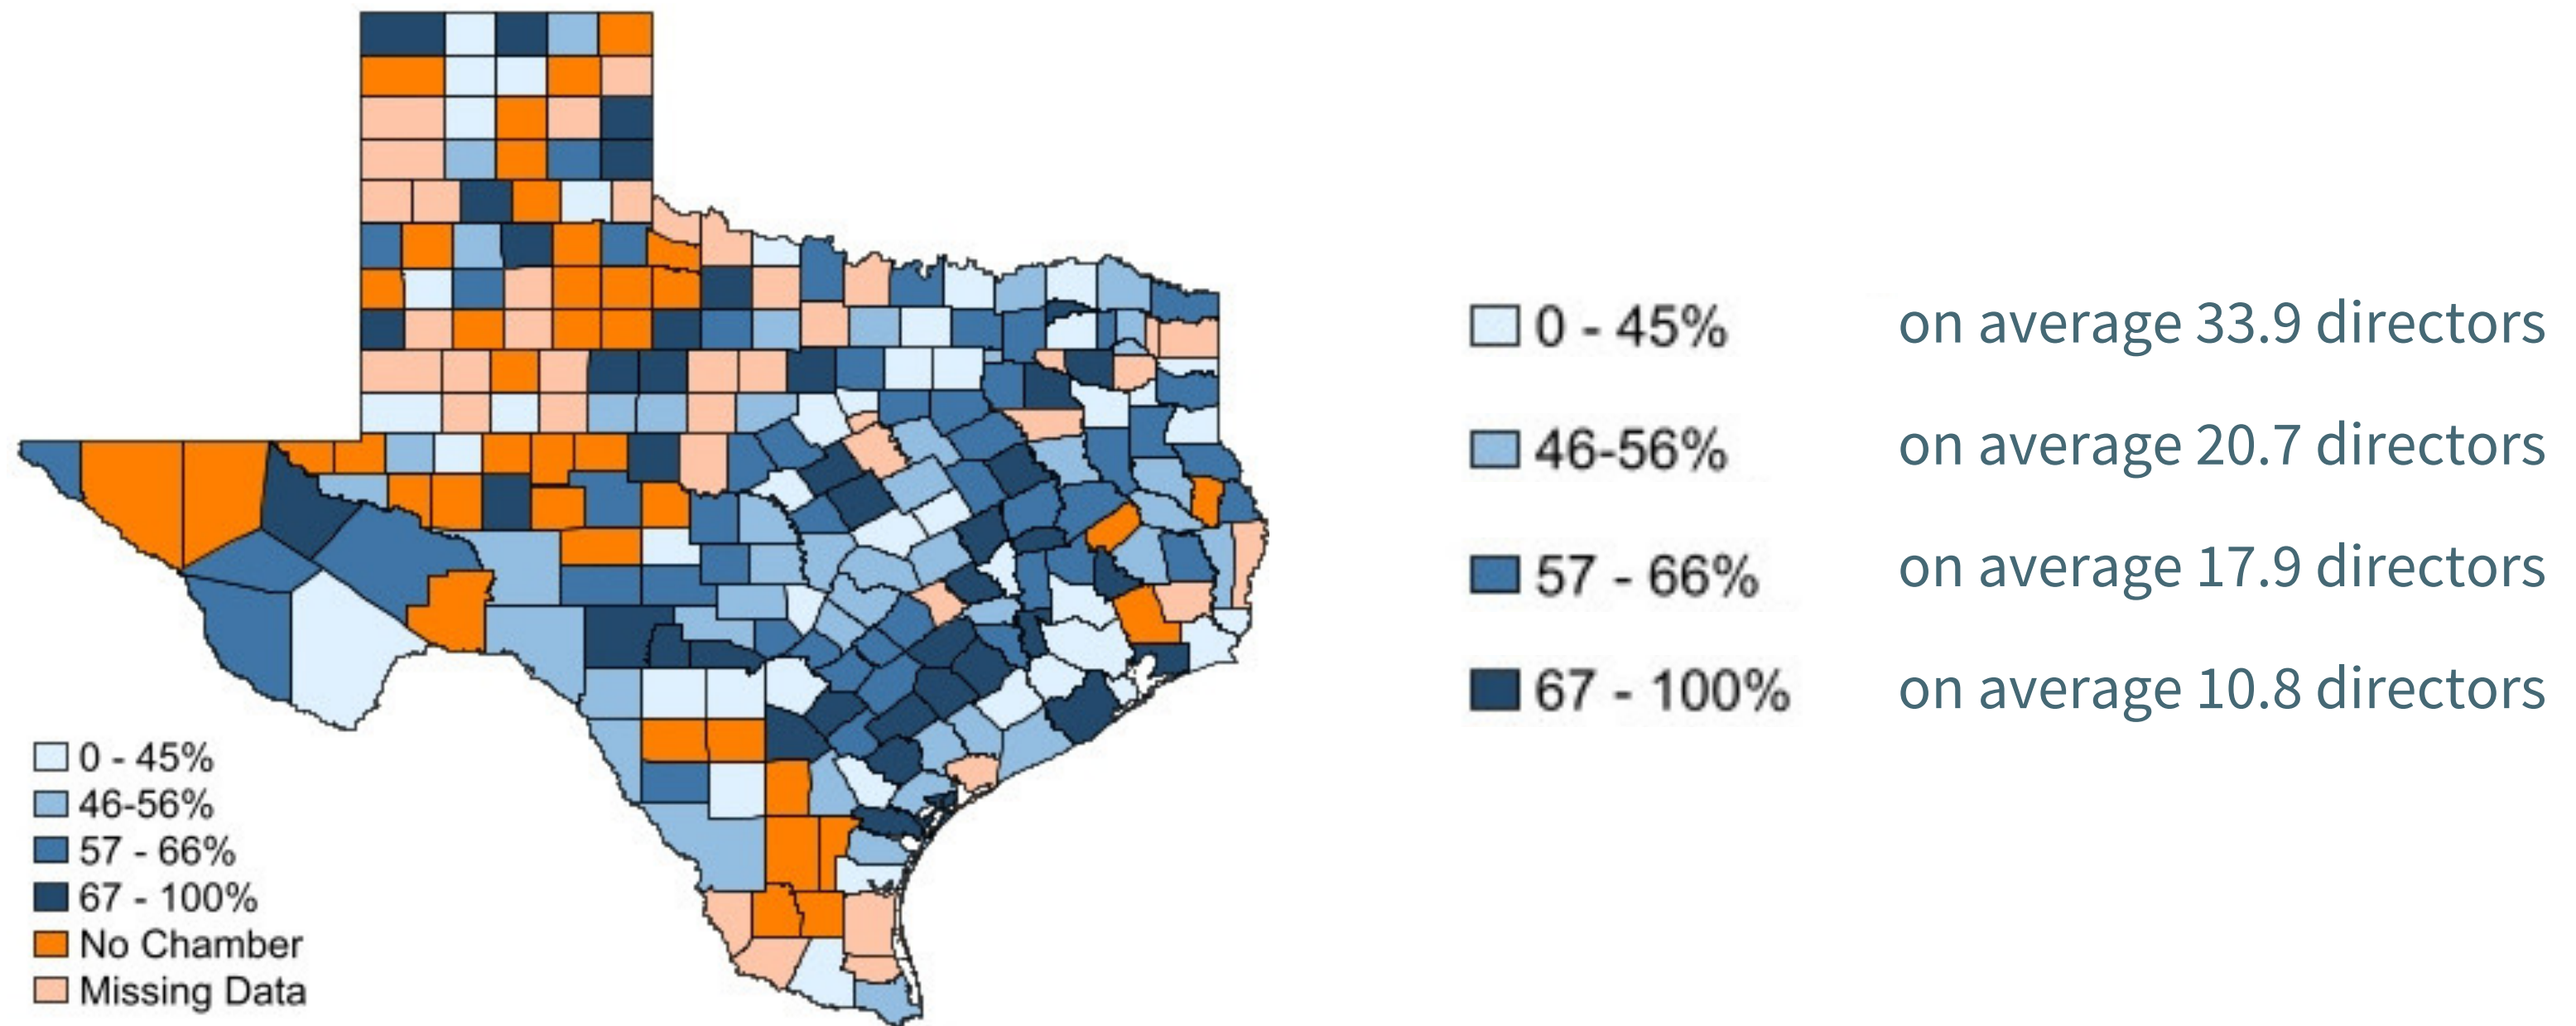 0 - 45%
46-56%
57 - 66%
67 - 100%
No Chamber
Missing Data
0 - 45% on average 33.9 directors
46-56% on average 20.7 directors
57 - 66% on average 17.9 directors
67 - 100% on average 10.8 directors